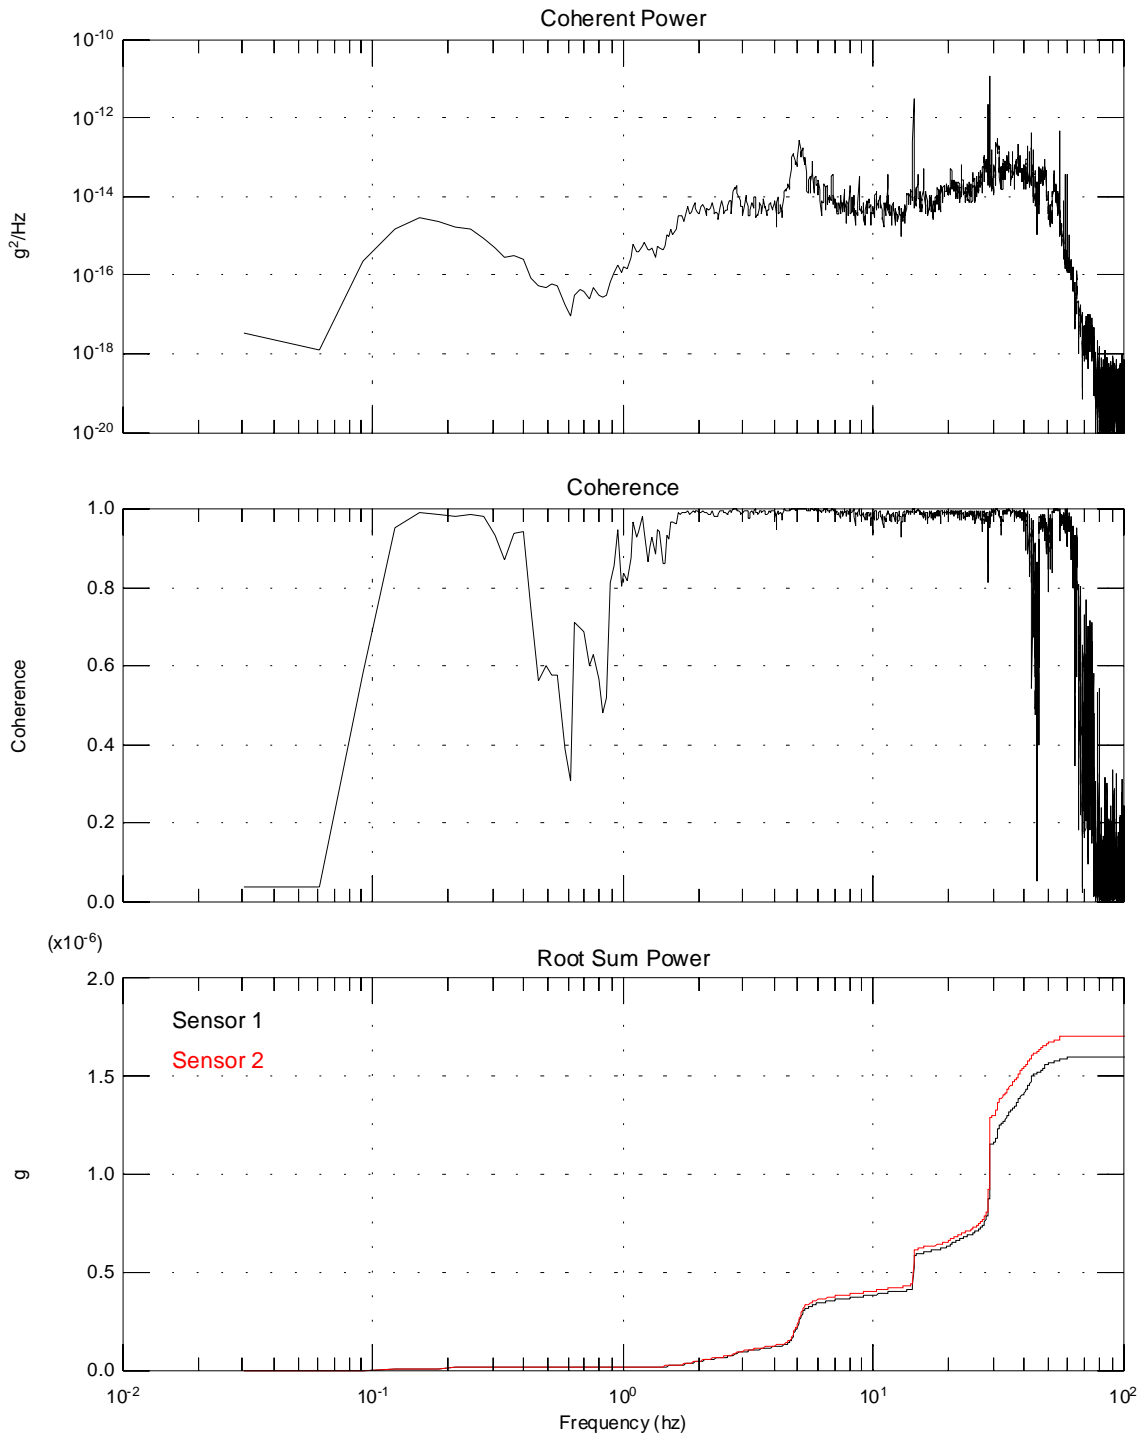 Coherent Power
10⁻¹⁰
10⁻¹²
10⁻¹⁴
10⁻¹⁶
10⁻¹⁸
10⁻²⁰
g²/Hz
Coherence
1.0
0.8
0.6
0.4
0.2
0.0
Coherence
(x10⁻⁶)
Root Sum Power
2.0
1.5
1.0
0.5
0.0
g
Sensor 1
Sensor 2
10⁻² 10⁻¹ 10⁰ 10¹ 10²
Frequency (hz)